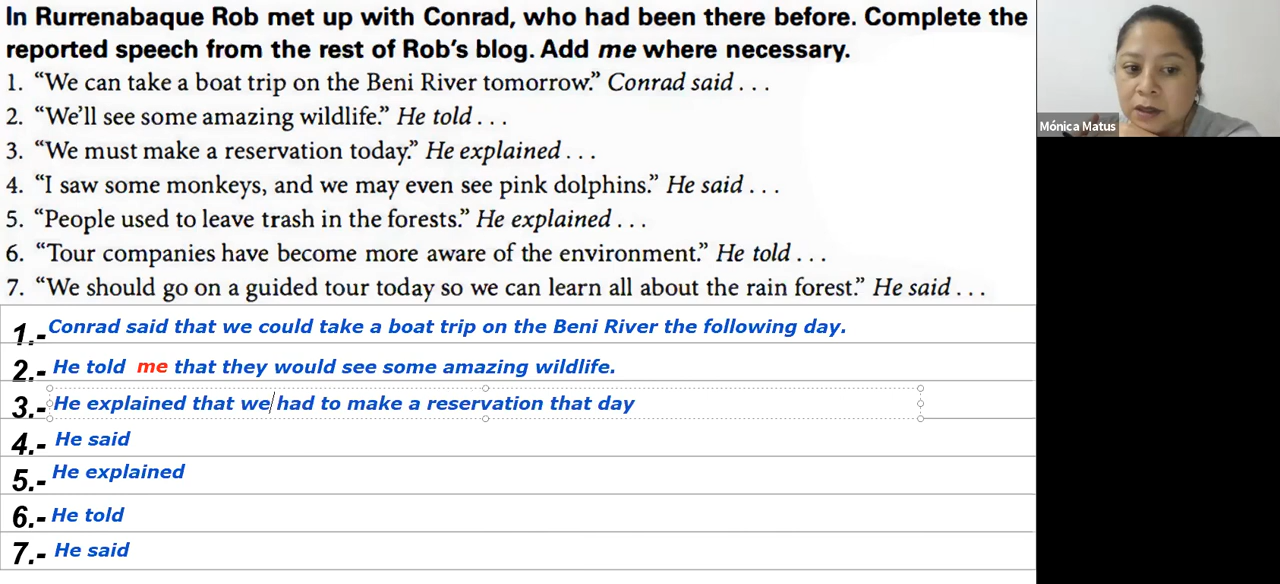 In Rurrenabaque Rob met up with Conrad, who had been there before. Complete the
reported speech from the rest of Rob's blog. Add me where necessary.
1. “We can take a boat trip on the Beni River tomorrow.” Conrad said . . .
2. “We'll see some amazing wildlife.” He told . . .
3. “We must make a reservation today.” He explained . . .
4. “I saw some monkeys, and we may even see pink dolphins.” He said . . .
5. “People used to leave trash in the forests.” He explained . . .
6. “Tour companies have become more aware of the environment.” He told . . .
7. “We should go on a guided tour today so we can learn all about the rain forest.” He said . . .
Mónica Matus
1.- Conrad said that we could take a boat trip on the Beni River the following day.
2.- He told me that they would see some amazing wildlife.
3.- He explained that we had to make a reservation that day
4.- He said
5.- He explained
6.- He told
7.- He said